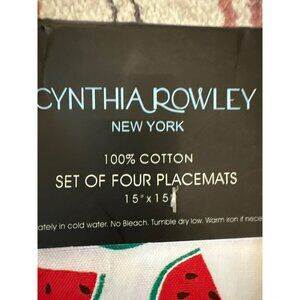 CYNTHIA ROWLEY
NEW YORK
100% COTTON
SET OF FOUR PLACEMATS
15" x 15"
ately in cold water. No Bleach. Tumble dry low. Warm iron if nece